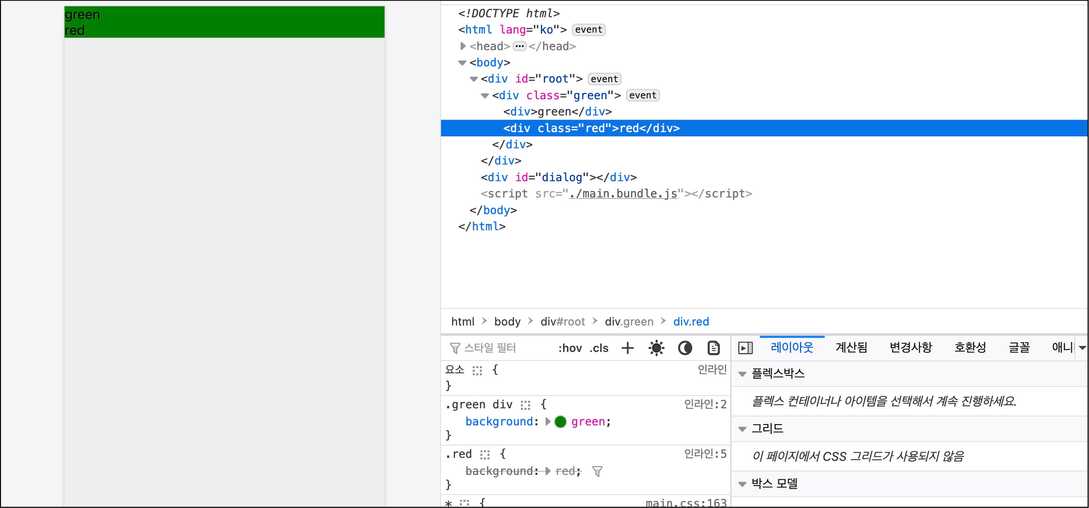 green
red
<!DOCTYPE html>
<html lang="ko"> event
<head> ••• </head>
<body>
<div id="root"> event
<div class="green"> event
<div>green</div>
<div class="red">red</div>
</div>
</div>
<div id="dialog"></div>
<script src="./main.bundle.js"></script>
</body>
</html>
html > body > div#root > div.green > div.red
스타일 필터 :hov .cls +
요소 { 인라인
}
.green div { 인라인:2
background: green;
}
.red { 인라인:5
background: red;
}
* { main.css:163
레이아웃 계산됨 변경사항 호환성 글꼴 애니
플렉스박스
플렉스 컨테이너나 아이템을 선택해서 계속 진행하세요.
그리드
이 페이지에서 CSS 그리드가 사용되지 않음
박스 모델